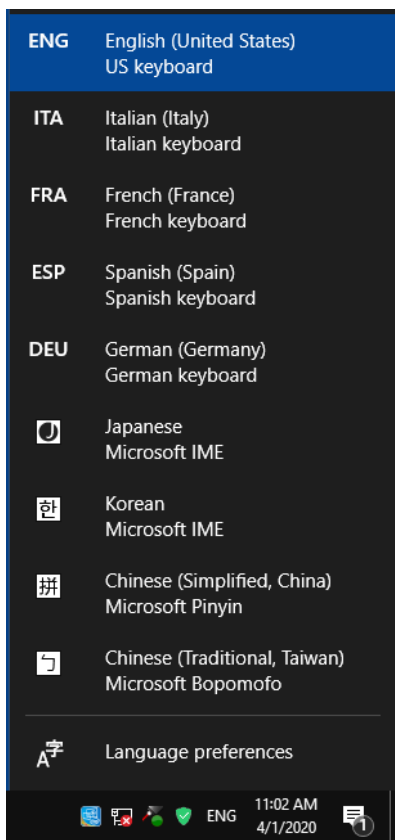 ENG English (United States)
US keyboard
ITA Italian (Italy)
Italian keyboard
FRA French (France)
French keyboard
ESP Spanish (Spain)
Spanish keyboard
DEU German (Germany)
German keyboard
J Japanese
Microsoft IME
한 Korean
Microsoft IME
拼 Chinese (Simplified, China)
Microsoft Pinyin
ㄅ Chinese (Traditional, Taiwan)
Microsoft Bopomofo
A字 Language preferences
ENG 11:02 AM
4/1/2020 1